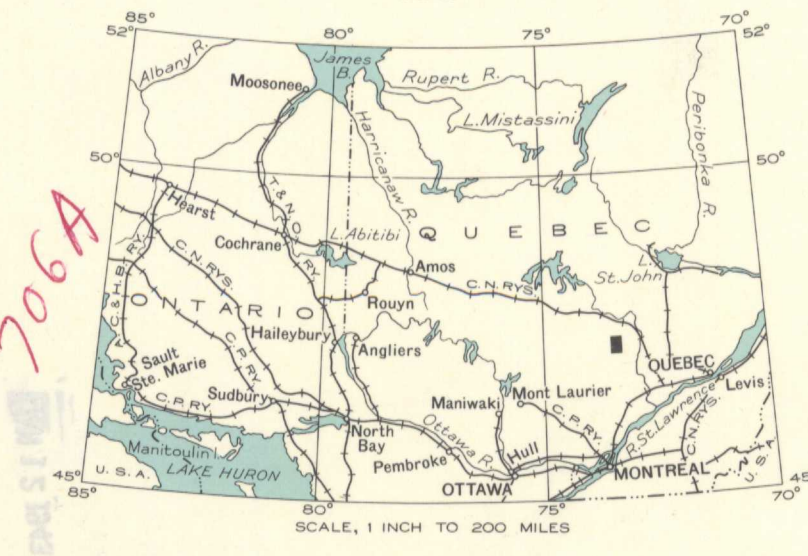 85° 80° 75° 70°
52° 52°
James B.
Albany R.
Moosonee
Rupert R.
L. Mistassini
Peribonka R.
Harricanaw R.
50° 50°
Hearst
T. & N. O. RY.
Cochrane
L. Abitibi
QUEBEC
L. St. John
Amos
C.N. RYS.
C.N. RYS.
A.C. & H.B. RY.
ONTARIO
Rouyn
Haileybury
Angliers
C.P. RY.
Sault Ste. Marie
C.P. RY.
Sudbury
QUEBEC
Levis
Maniwaki
Mont Laurier
C.P. RY.
R. St. Lawrence
C.N. RYS.
Manitoulin I.
North Bay
Ottawa R.
Pembroke
Hull
OTTAWA
MONTREAL
U.S.A.
LAKE HURON
U.S.A.
45° 45°
85° 80° 75° 70°
SCALE, 1 INCH TO 200 MILES
706A
12 1943